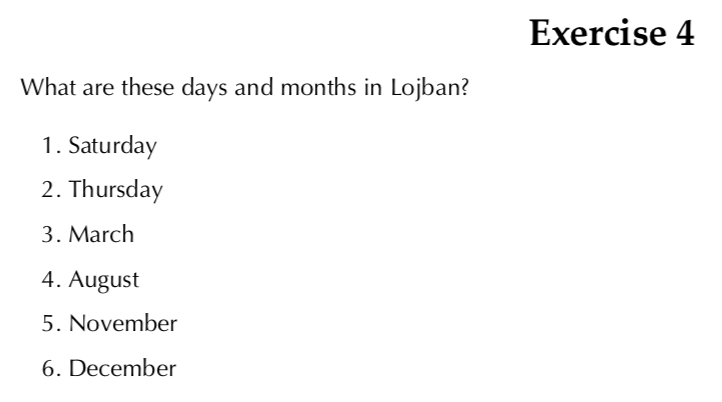 Exercise 4
What are these days and months in Lojban?
1. Saturday
2. Thursday
3. March
4. August
5. November
6. December